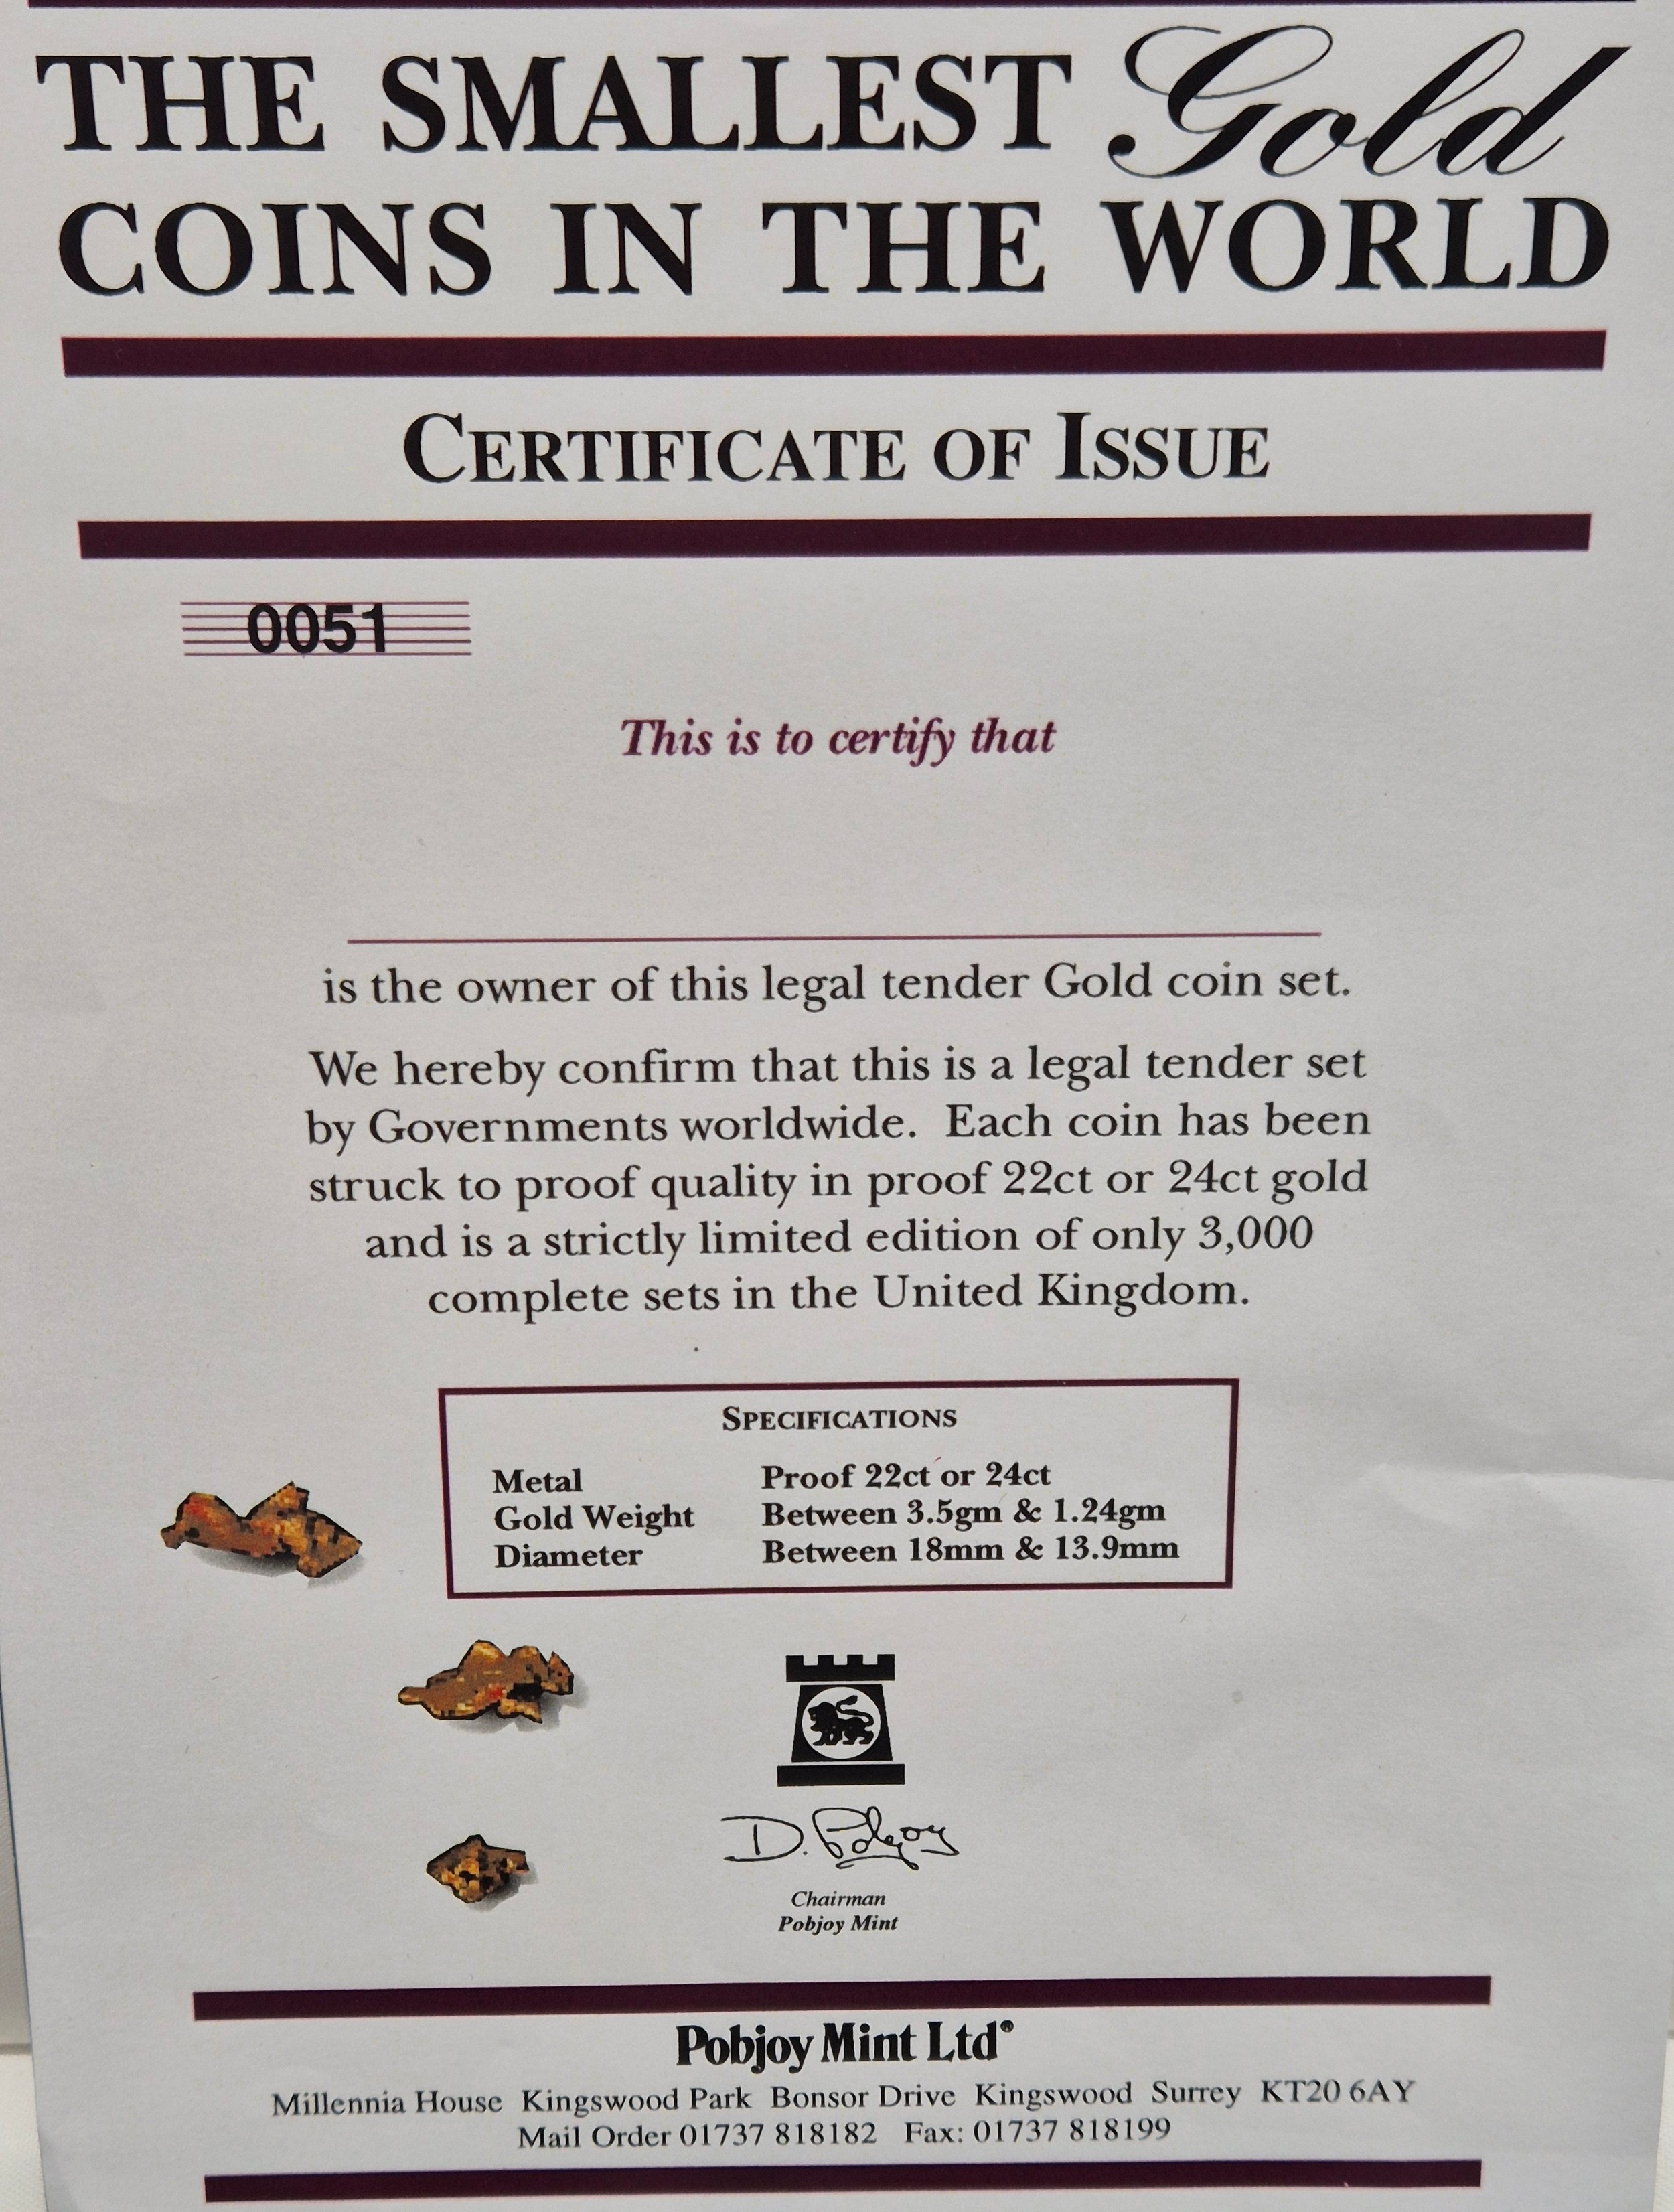 THE SMALLEST Gold
COINS IN THE WORLD
CERTIFICATE OF ISSUE
0051
This is to certify that
is the owner of this legal tender Gold coin set.
We hereby confirm that this is a legal tender set
by Governments worldwide. Each coin has been
struck to proof quality in proof 22ct or 24ct gold
and is a strictly limited edition of only 3,000
complete sets in the United Kingdom.
SPECIFICATIONS
Metal Proof 22ct or 24ct
Gold Weight Between 3.5gm & 1.24gm
Diameter Between 18mm & 13.9mm
D. Pobjoy
Chairman
Pobjoy Mint
Pobjoy Mint Ltd®
Millennia House Kingswood Park Bonsor Drive Kingswood Surrey KT20 6AY
Mail Order 01737 818182 Fax: 01737 818199